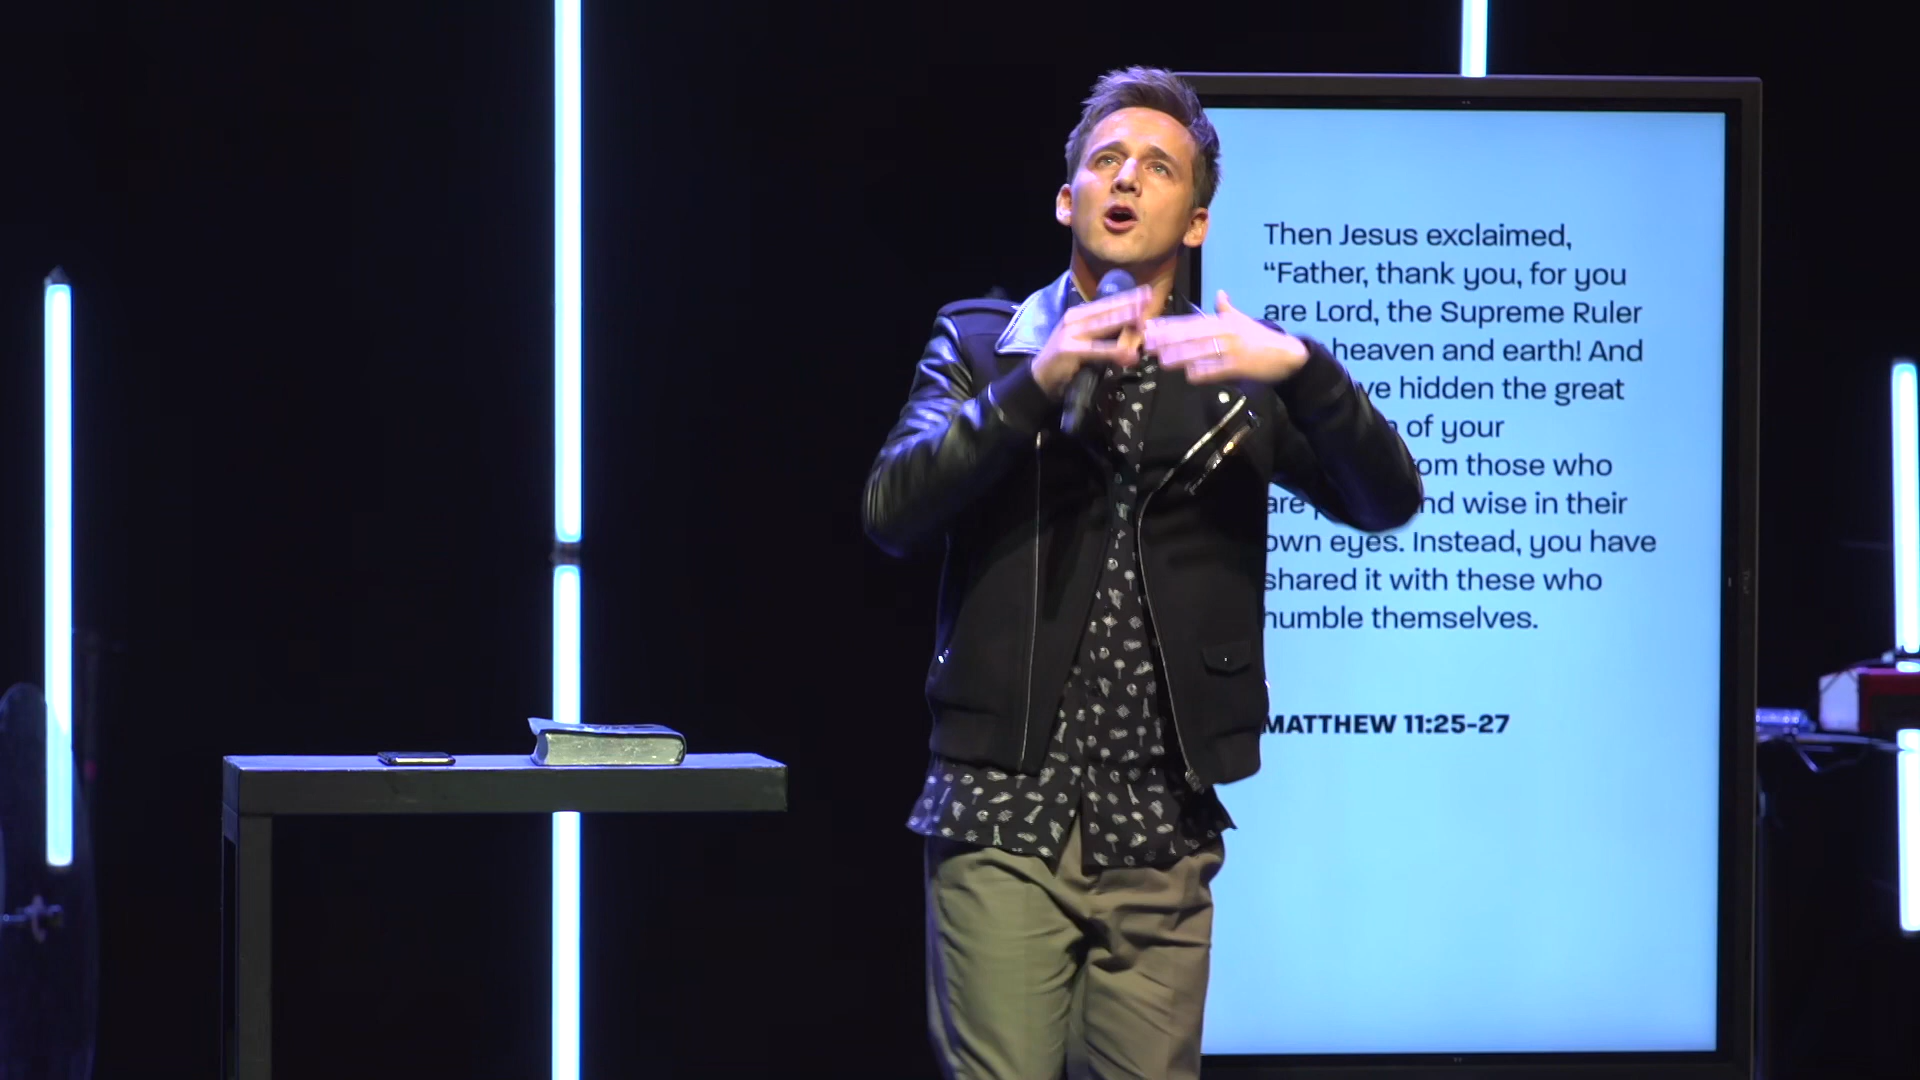 Then Jesus exclaimed,
“Father, thank you, for you
are Lord, the Supreme Ruler
heaven and earth! And
hidden the great
of your
those who
are wise in their
own eyes. Instead, you have
shared it with these who
humble themselves.
MATTHEW 11:25-27